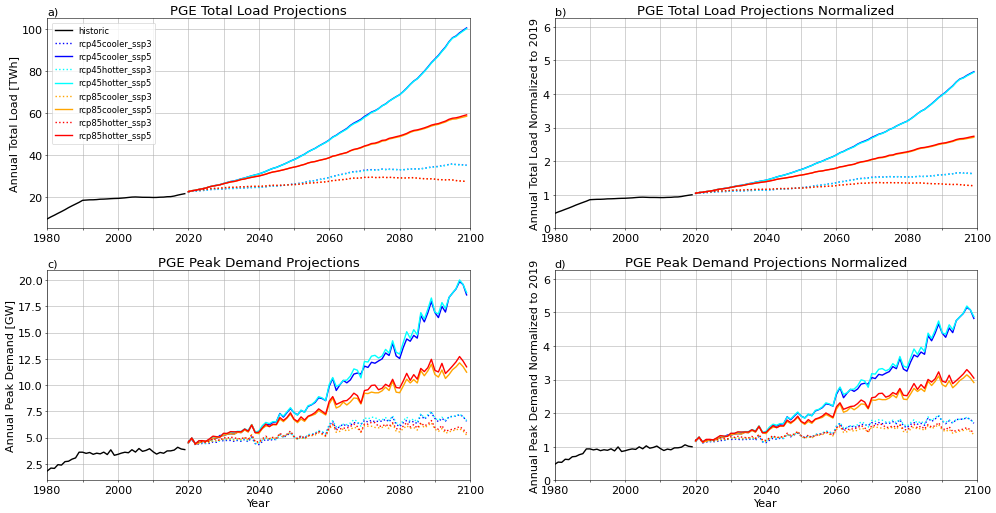 a)
PGE Total Load Projections
Annual Total Load [TWh]
100
80
60
40
20
historic
rcp45cooler_ssp3
rcp45cooler_ssp5
rcp45hotter_ssp3
rcp45hotter_ssp5
rcp85cooler_ssp3
rcp85cooler_ssp5
rcp85hotter_ssp3
rcp85hotter_ssp5
1980 2000 2020 2040 2060 2080 2100
b)
PGE Total Load Projections Normalized
Annual Total Load Normalized to 2019
6
5
4
3
2
1
0
1980 2000 2020 2040 2060 2080 2100
c)
PGE Peak Demand Projections
Annual Peak Demand [GW]
20.0
17.5
15.0
12.5
10.0
7.5
5.0
2.5
1980 2000 2020 2040 2060 2080 2100
Year
d)
PGE Peak Demand Projections Normalized
Annual Peak Demand Normalized to 2019
6
5
4
3
2
1
0
1980 2000 2020 2040 2060 2080 2100
Year